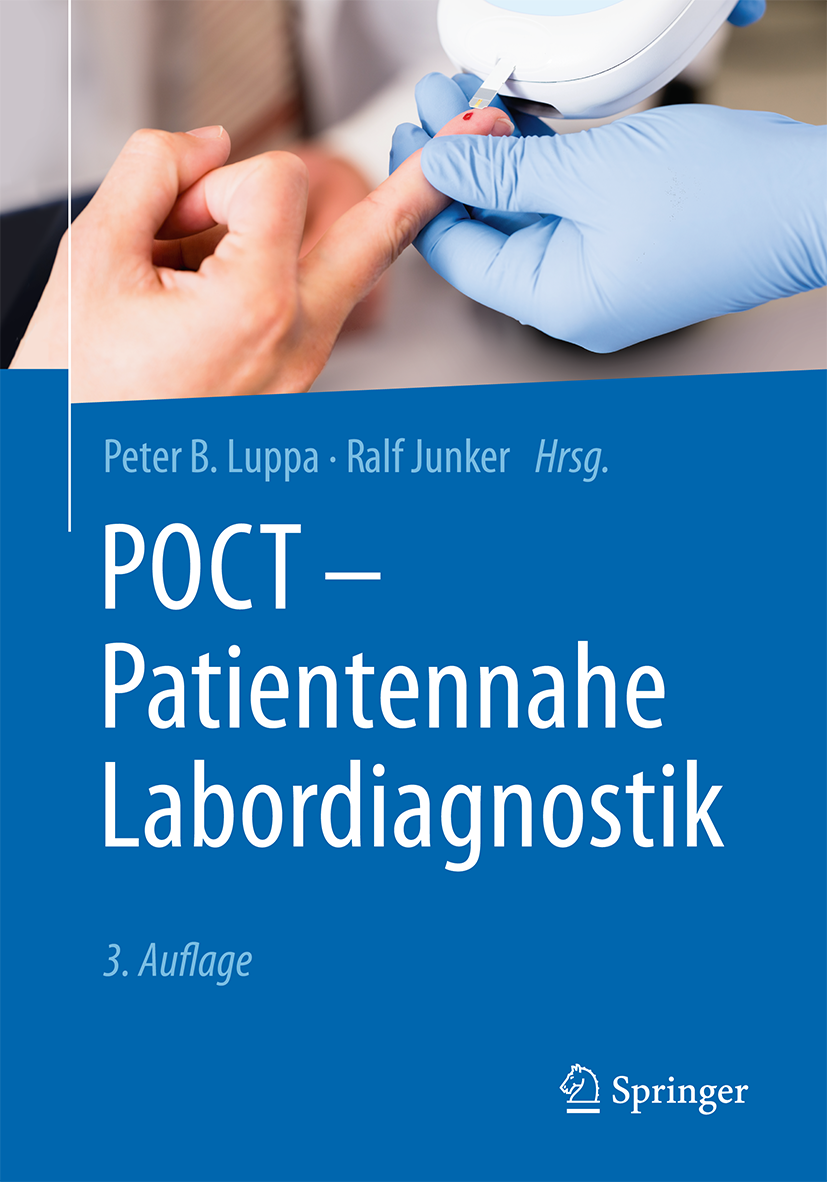 Peter B. Luppa · Ralf Junker Hrsg.
POCT –
Patientennahe
Labordiagnostik
3. Auflage
Springer